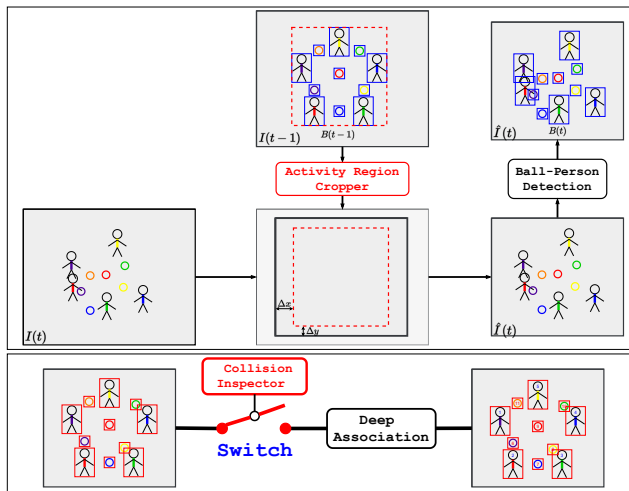 I(t−1)
B(t−1)
Î(t)
B(t)
Activity Region
Cropper
Ball-Person
Detection
I(t)
Δx
Δy
Î(t)
Collision
Inspector
Switch
Deep
Association